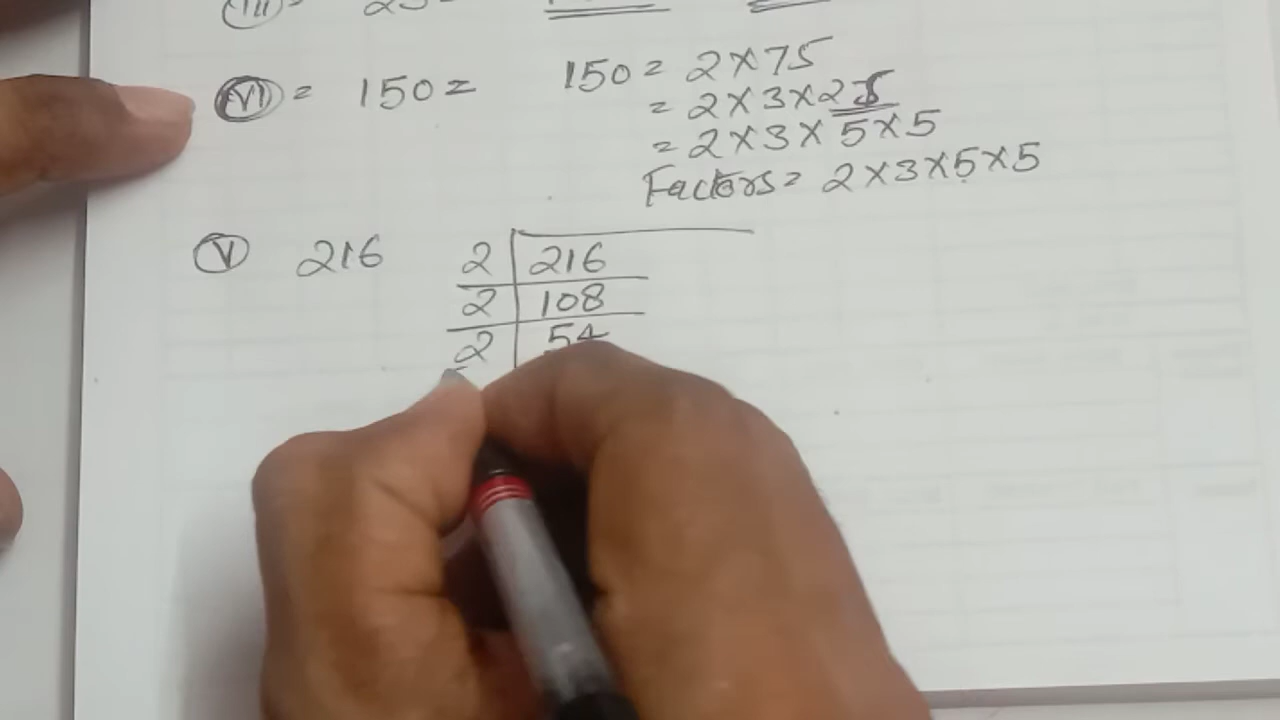 (VI) = 150 = 150 = 2 × 75
= 2 × 3 × 25
= 2 × 3 × 5 × 5
Factors = 2 × 3 × 5 × 5
(V) 216 2 | 216
2 | 108
2 | 54